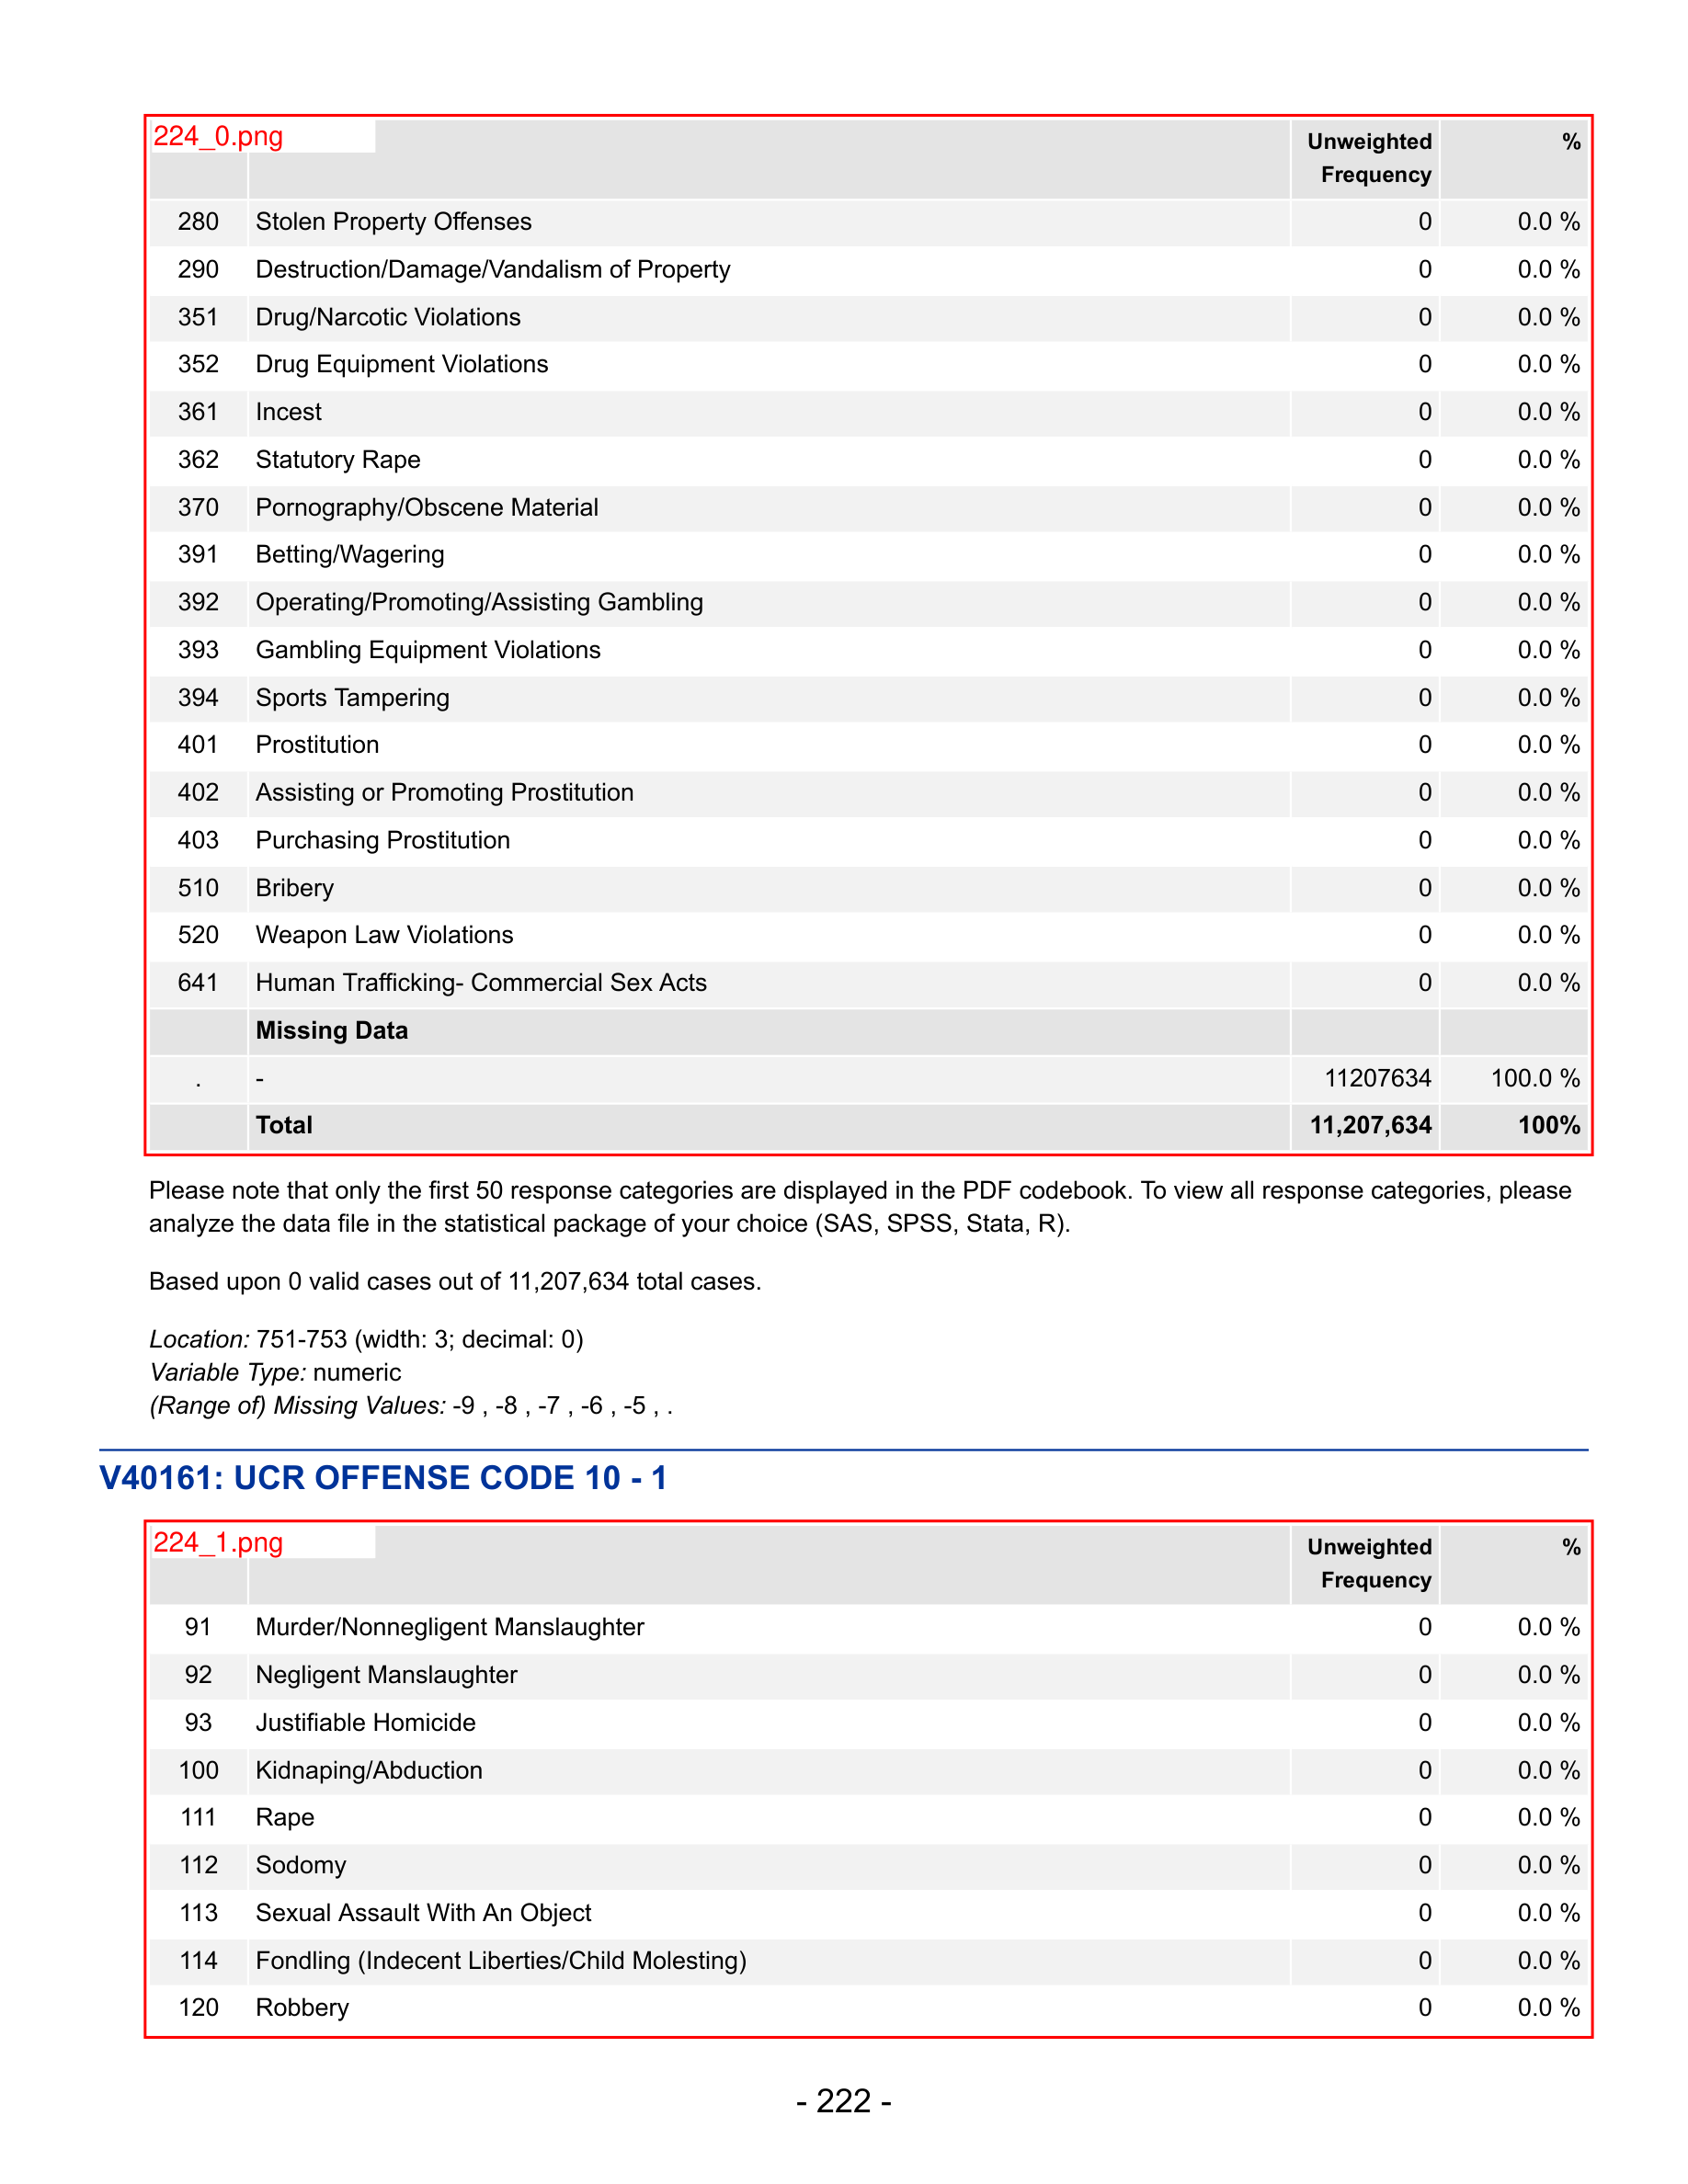 224_0.png
Unweighted Frequency %
280 Stolen Property Offenses 0 0.0 %
290 Destruction/Damage/Vandalism of Property 0 0.0 %
351 Drug/Narcotic Violations 0 0.0 %
352 Drug Equipment Violations 0 0.0 %
361 Incest 0 0.0 %
362 Statutory Rape 0 0.0 %
370 Pornography/Obscene Material 0 0.0 %
391 Betting/Wagering 0 0.0 %
392 Operating/Promoting/Assisting Gambling 0 0.0 %
393 Gambling Equipment Violations 0 0.0 %
394 Sports Tampering 0 0.0 %
401 Prostitution 0 0.0 %
402 Assisting or Promoting Prostitution 0 0.0 %
403 Purchasing Prostitution 0 0.0 %
510 Bribery 0 0.0 %
520 Weapon Law Violations 0 0.0 %
641 Human Trafficking- Commercial Sex Acts 0 0.0 %
Missing Data
. - 11207634 100.0 %
Total 11,207,634 100%
Please note that only the first 50 response categories are displayed in the PDF codebook. To view all response categories, please
analyze the data file in the statistical package of your choice (SAS, SPSS, Stata, R).
Based upon 0 valid cases out of 11,207,634 total cases.
Location: 751-753 (width: 3; decimal: 0)
Variable Type: numeric
(Range of) Missing Values: -9 , -8 , -7 , -6 , -5 , .
V40161: UCR OFFENSE CODE 10 - 1
224_1.png
Unweighted Frequency %
91 Murder/Nonnegligent Manslaughter 0 0.0 %
92 Negligent Manslaughter 0 0.0 %
93 Justifiable Homicide 0 0.0 %
100 Kidnaping/Abduction 0 0.0 %
111 Rape 0 0.0 %
112 Sodomy 0 0.0 %
113 Sexual Assault With An Object 0 0.0 %
114 Fondling (Indecent Liberties/Child Molesting) 0 0.0 %
120 Robbery 0 0.0 %
- 222 -